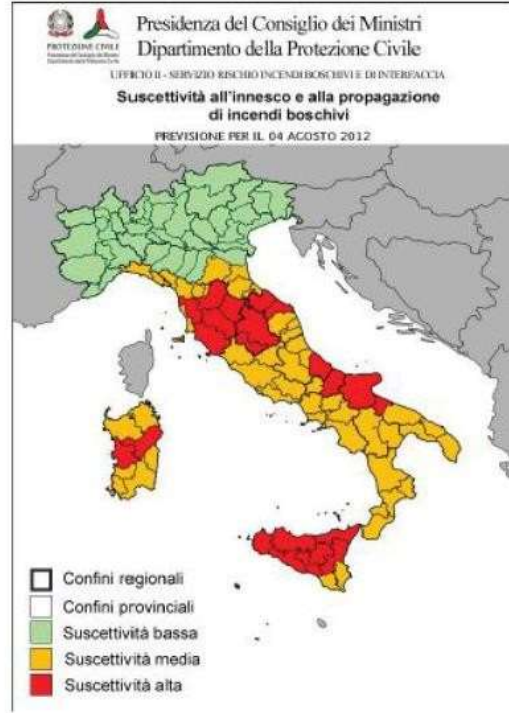 Presidenza del Consiglio dei Ministri
PROTEZIONE CIVILE
Dipartimento della Protezione Civile
UFFICIO II - SERVIZIO RISCHIO INCENDI BOSCHIVI E DI INTERFACCIA
Suscettività all'innesco e alla propagazione
di incendi boschivi
PREVISIONE PER IL 04 AGOSTO 2012
Confini regionali
Confini provinciali
Suscettività bassa
Suscettività media
Suscettività alta